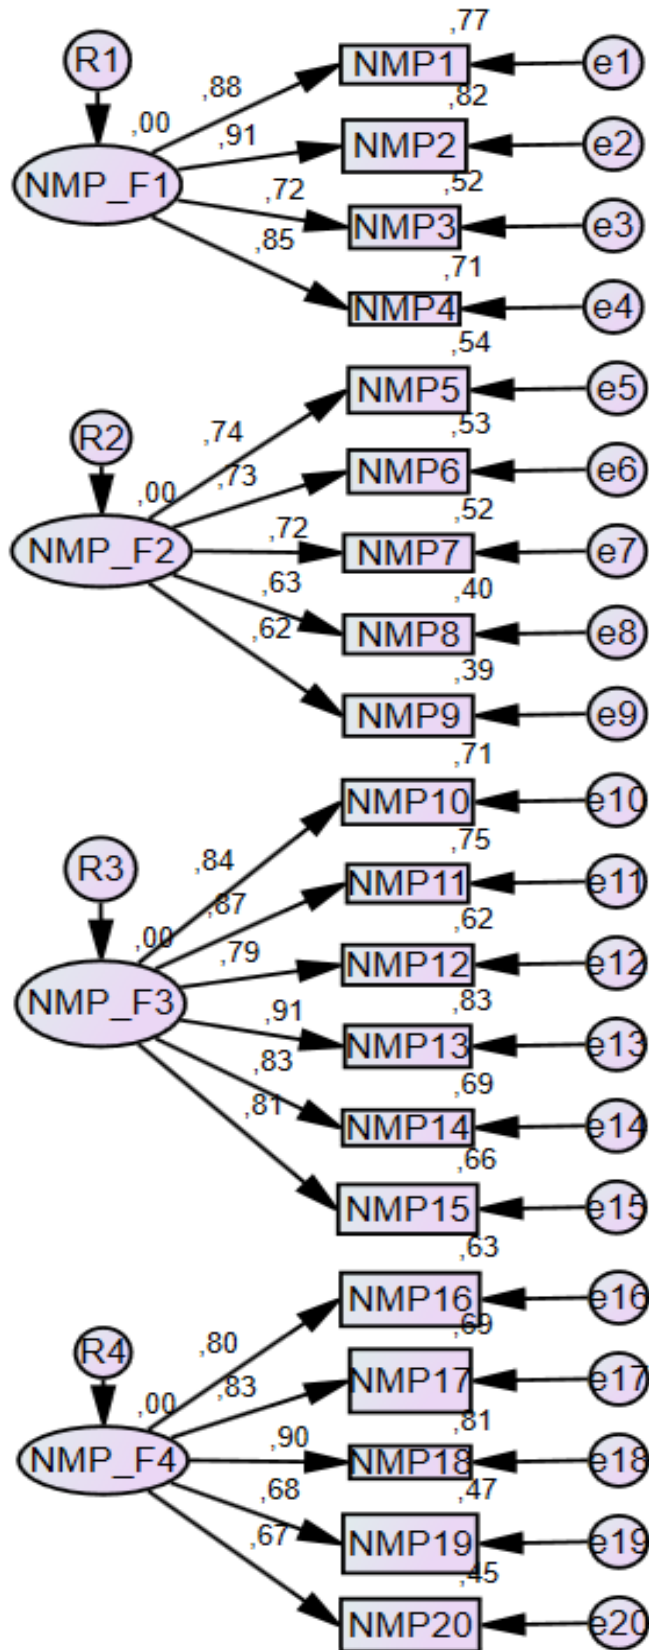 ,77
R1
NMP1
e1
,88
,00
,82
,91
NMP2
e2
NMP_F1
,52
,72
NMP3
e3
,85
,71
NMP4
e4
,54
NMP5
e5
R2
,74
,53
,73
NMP6
e6
,00
,52
NMP_F2
,72
NMP7
e7
,63
,40
,62
NMP8
e8
,39
NMP9
e9
,71
NMP10
e10
R3
,84
,75
,87
NMP11
e11
,00
,62
,79
NMP12
e12
NMP_F3
,83
,91
NMP13
e13
,83
,69
,81
NMP14
e14
,66
NMP15
e15
,63
NMP16
e16
R4
,80
,69
,83
NMP17
e17
,00
,81
NMP_F4
,90
NMP18
e18
,68
,47
,67
NMP19
e19
,45
NMP20
e20